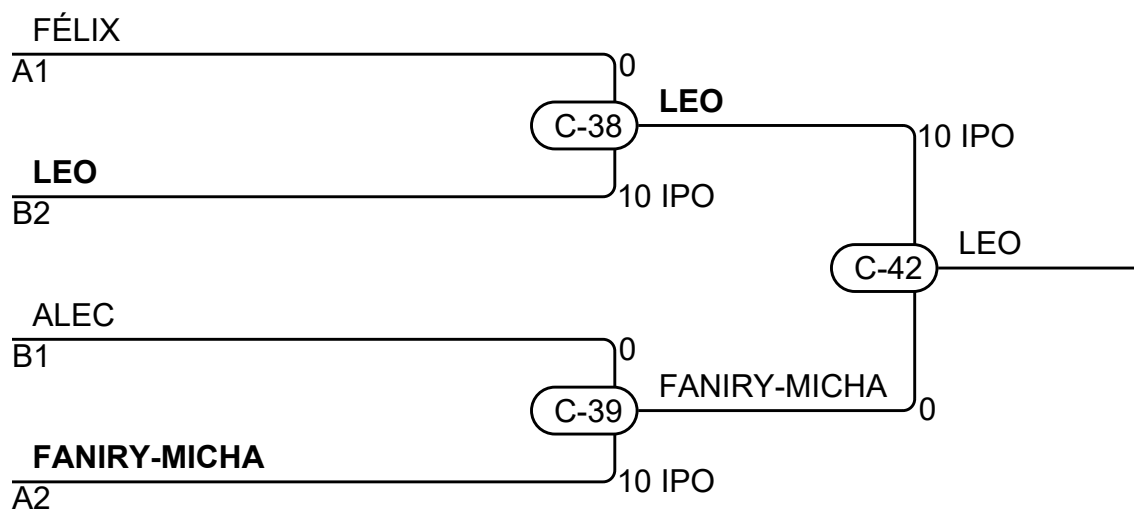 FÉLIX
A1
0
C-38
LEO
LEO
B2
10 IPO
10 IPO
C-42
LEO
ALEC
B1
0
C-39
FANIRY-MICHA
0
FANIRY-MICHA
A2
10 IPO